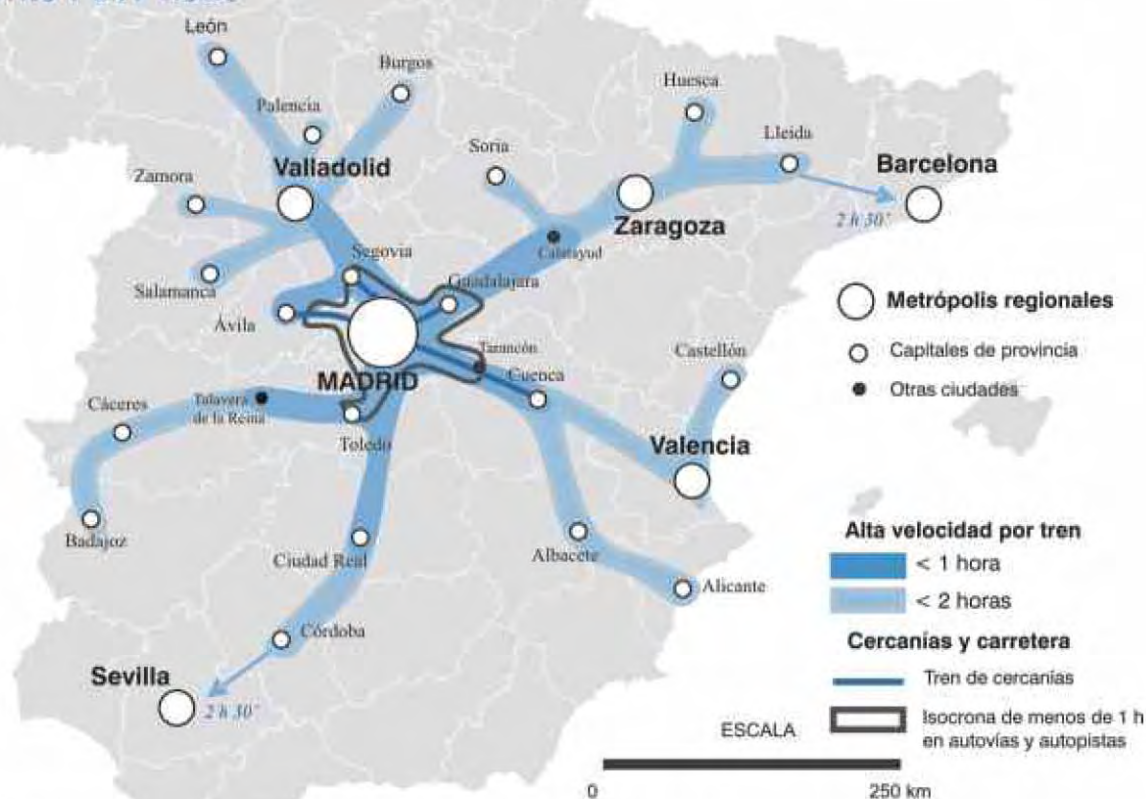 León
Burgos
Palencia
Huesca
Soria
Lleida
Valladolid
Barcelona
Zamora
Zaragoza
2 h 30'
Calatayud
Segovia
Salamanca
Guadalajara
Metrópolis regionales
Ávila
Tarancón
Castellón
Capitales de provincia
MADRID
Cuenca
Otras ciudades
Cáceres
Talavera
de la Reina
Toledo
Valencia
Badajoz
Alta velocidad por tren
Ciudad Real
Albacete
< 1 hora
Alicante
< 2 horas
Córdoba
Cercanías y carretera
Sevilla
Tren de cercanías
2 h 30'
ESCALA
Isocrona de menos de 1 h
en autovías y autopistas
0
250 km